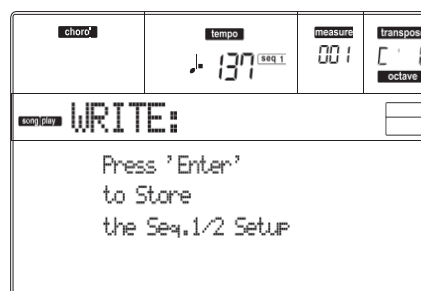 chord tempo measure transpose
137 seq 1 001
octave
song play WRITE:
Press 'Enter'
to Store
the Seq.1/2 Setup